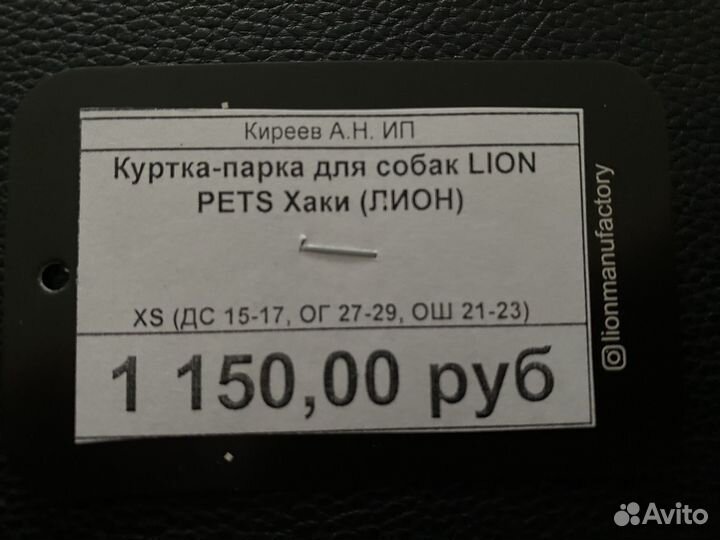 Киреев А.Н. ИП
Куртка-парка для собак LION
PETS Хаки (ЛИОН)
XS (ДС 15-17, ОГ 27-29, ОШ 21-23)
1 150,00 руб
lionmanufactory
Avito